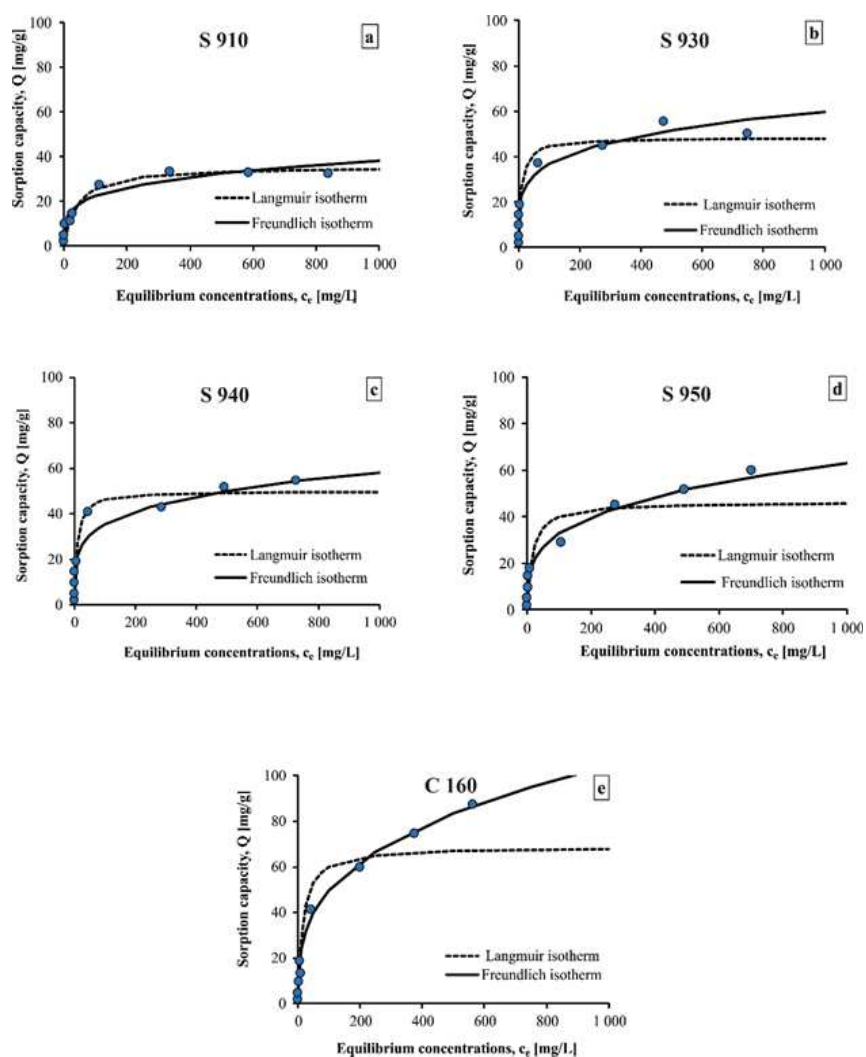 S 910
a
Sorption capacity, Q [mg/g]
100
80
60
40
20
0
Langmuir isotherm
Freundlich isotherm
0 200 400 600 800 1 000
Equilibrium concentrations, ce [mg/L]
S 930
b
Sorption capacity, Q [mg/g]
100
80
60
40
20
0
Langmuir isotherm
Freundlich isotherm
0 200 400 600 800 1 000
Equilibrium concentrations, ce [mg/L]
S 940
c
Sorption capacity, Q [mg/g]
100
80
60
40
20
0
Langmuir isotherm
Freundlich isotherm
0 200 400 600 800 1 000
Equilibrium concentrations, ce [mg/L]
S 950
d
Sorption capacity, Q [mg/g]
100
80
60
40
20
0
Langmuir isotherm
Freundlich isotherm
0 200 400 600 800 1 000
Equilibrium concentrations, ce [mg/L]
C 160
e
Sorption capacity, Q [mg/g]
100
80
60
40
20
0
Langmuir isotherm
Freundlich isotherm
0 200 400 600 800 1 000
Equilibrium concentrations, ce [mg/L]